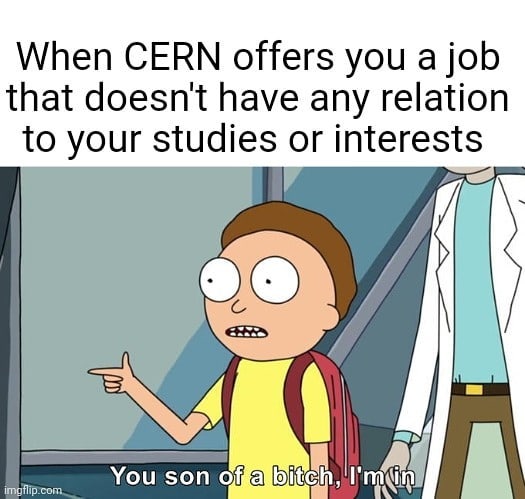 When CERN offers you a job
that doesn't have any relation
to your studies or interests
You son of a bitch, I'm in
imgflip.com